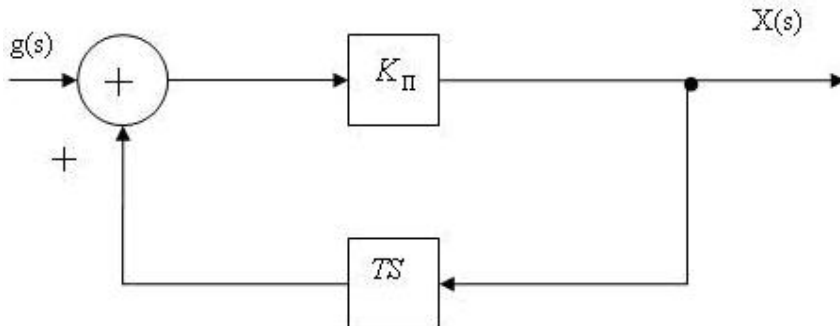 X(s)
g(s)
+
K_П
+
TS